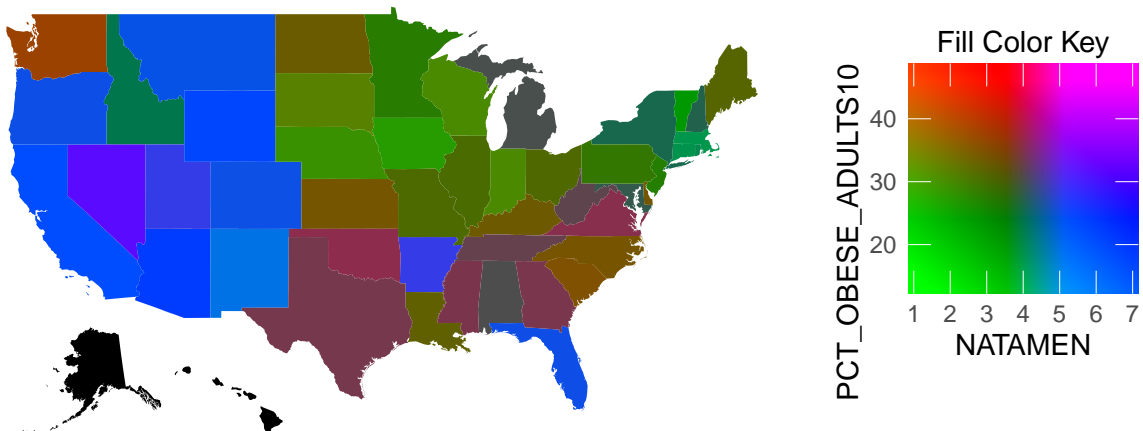 Fill Color Key
PCT_OBESE_ADULTS10
40
30
20
1 2 3 4 5 6 7
NATAMEN